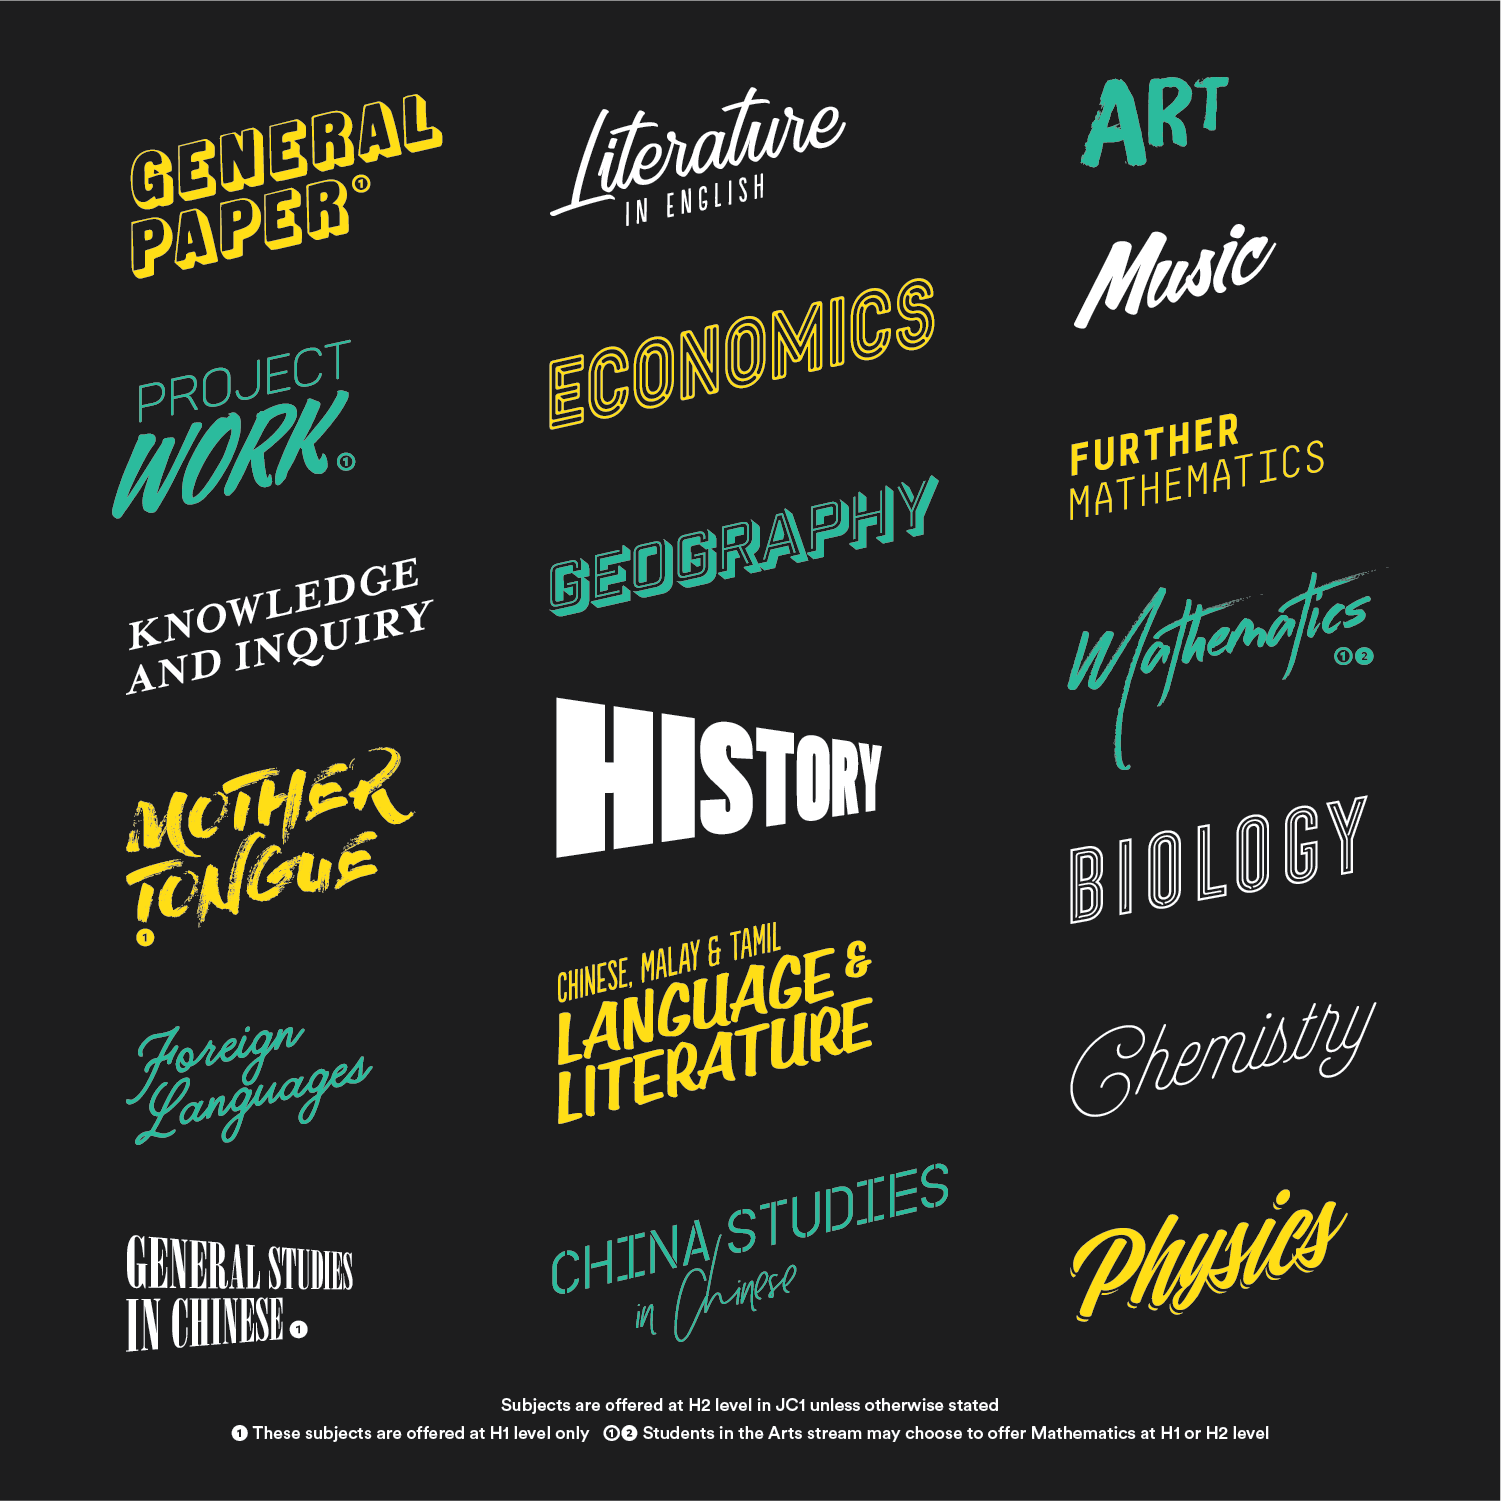 GENERAL
PAPER ①
PROJECT
WORK ①
KNOWLEDGE
AND INQUIRY
MOTHER
TONGUE
①
Foreign
Languages
GENERAL STUDIES
IN CHINESE ①
Literature
IN ENGLISH
ECONOMICS
GEOGRAPHY
HISTORY
CHINESE, MALAY & TAMIL
LANGUAGE &
LITERATURE
CHINA STUDIES
in Chinese
ART
Music
FURTHER
MATHEMATICS
Mathematics
①②
BIOLOGY
Chemistry
Physics
Subjects are offered at H2 level in JC1 unless otherwise stated
① These subjects are offered at H1 level only ①② Students in the Arts stream may choose to offer Mathematics at H1 or H2 level